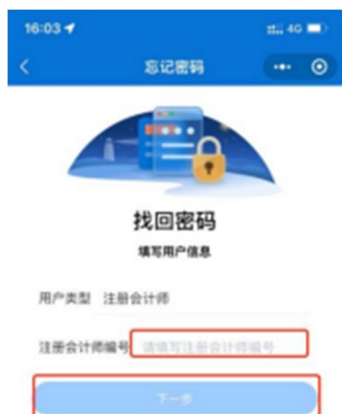 16:03
4G
忘记密码
找回密码
填写用户信息
用户类型 注册会计师
注册会计师编号 请填写注册会计师编号
下一步